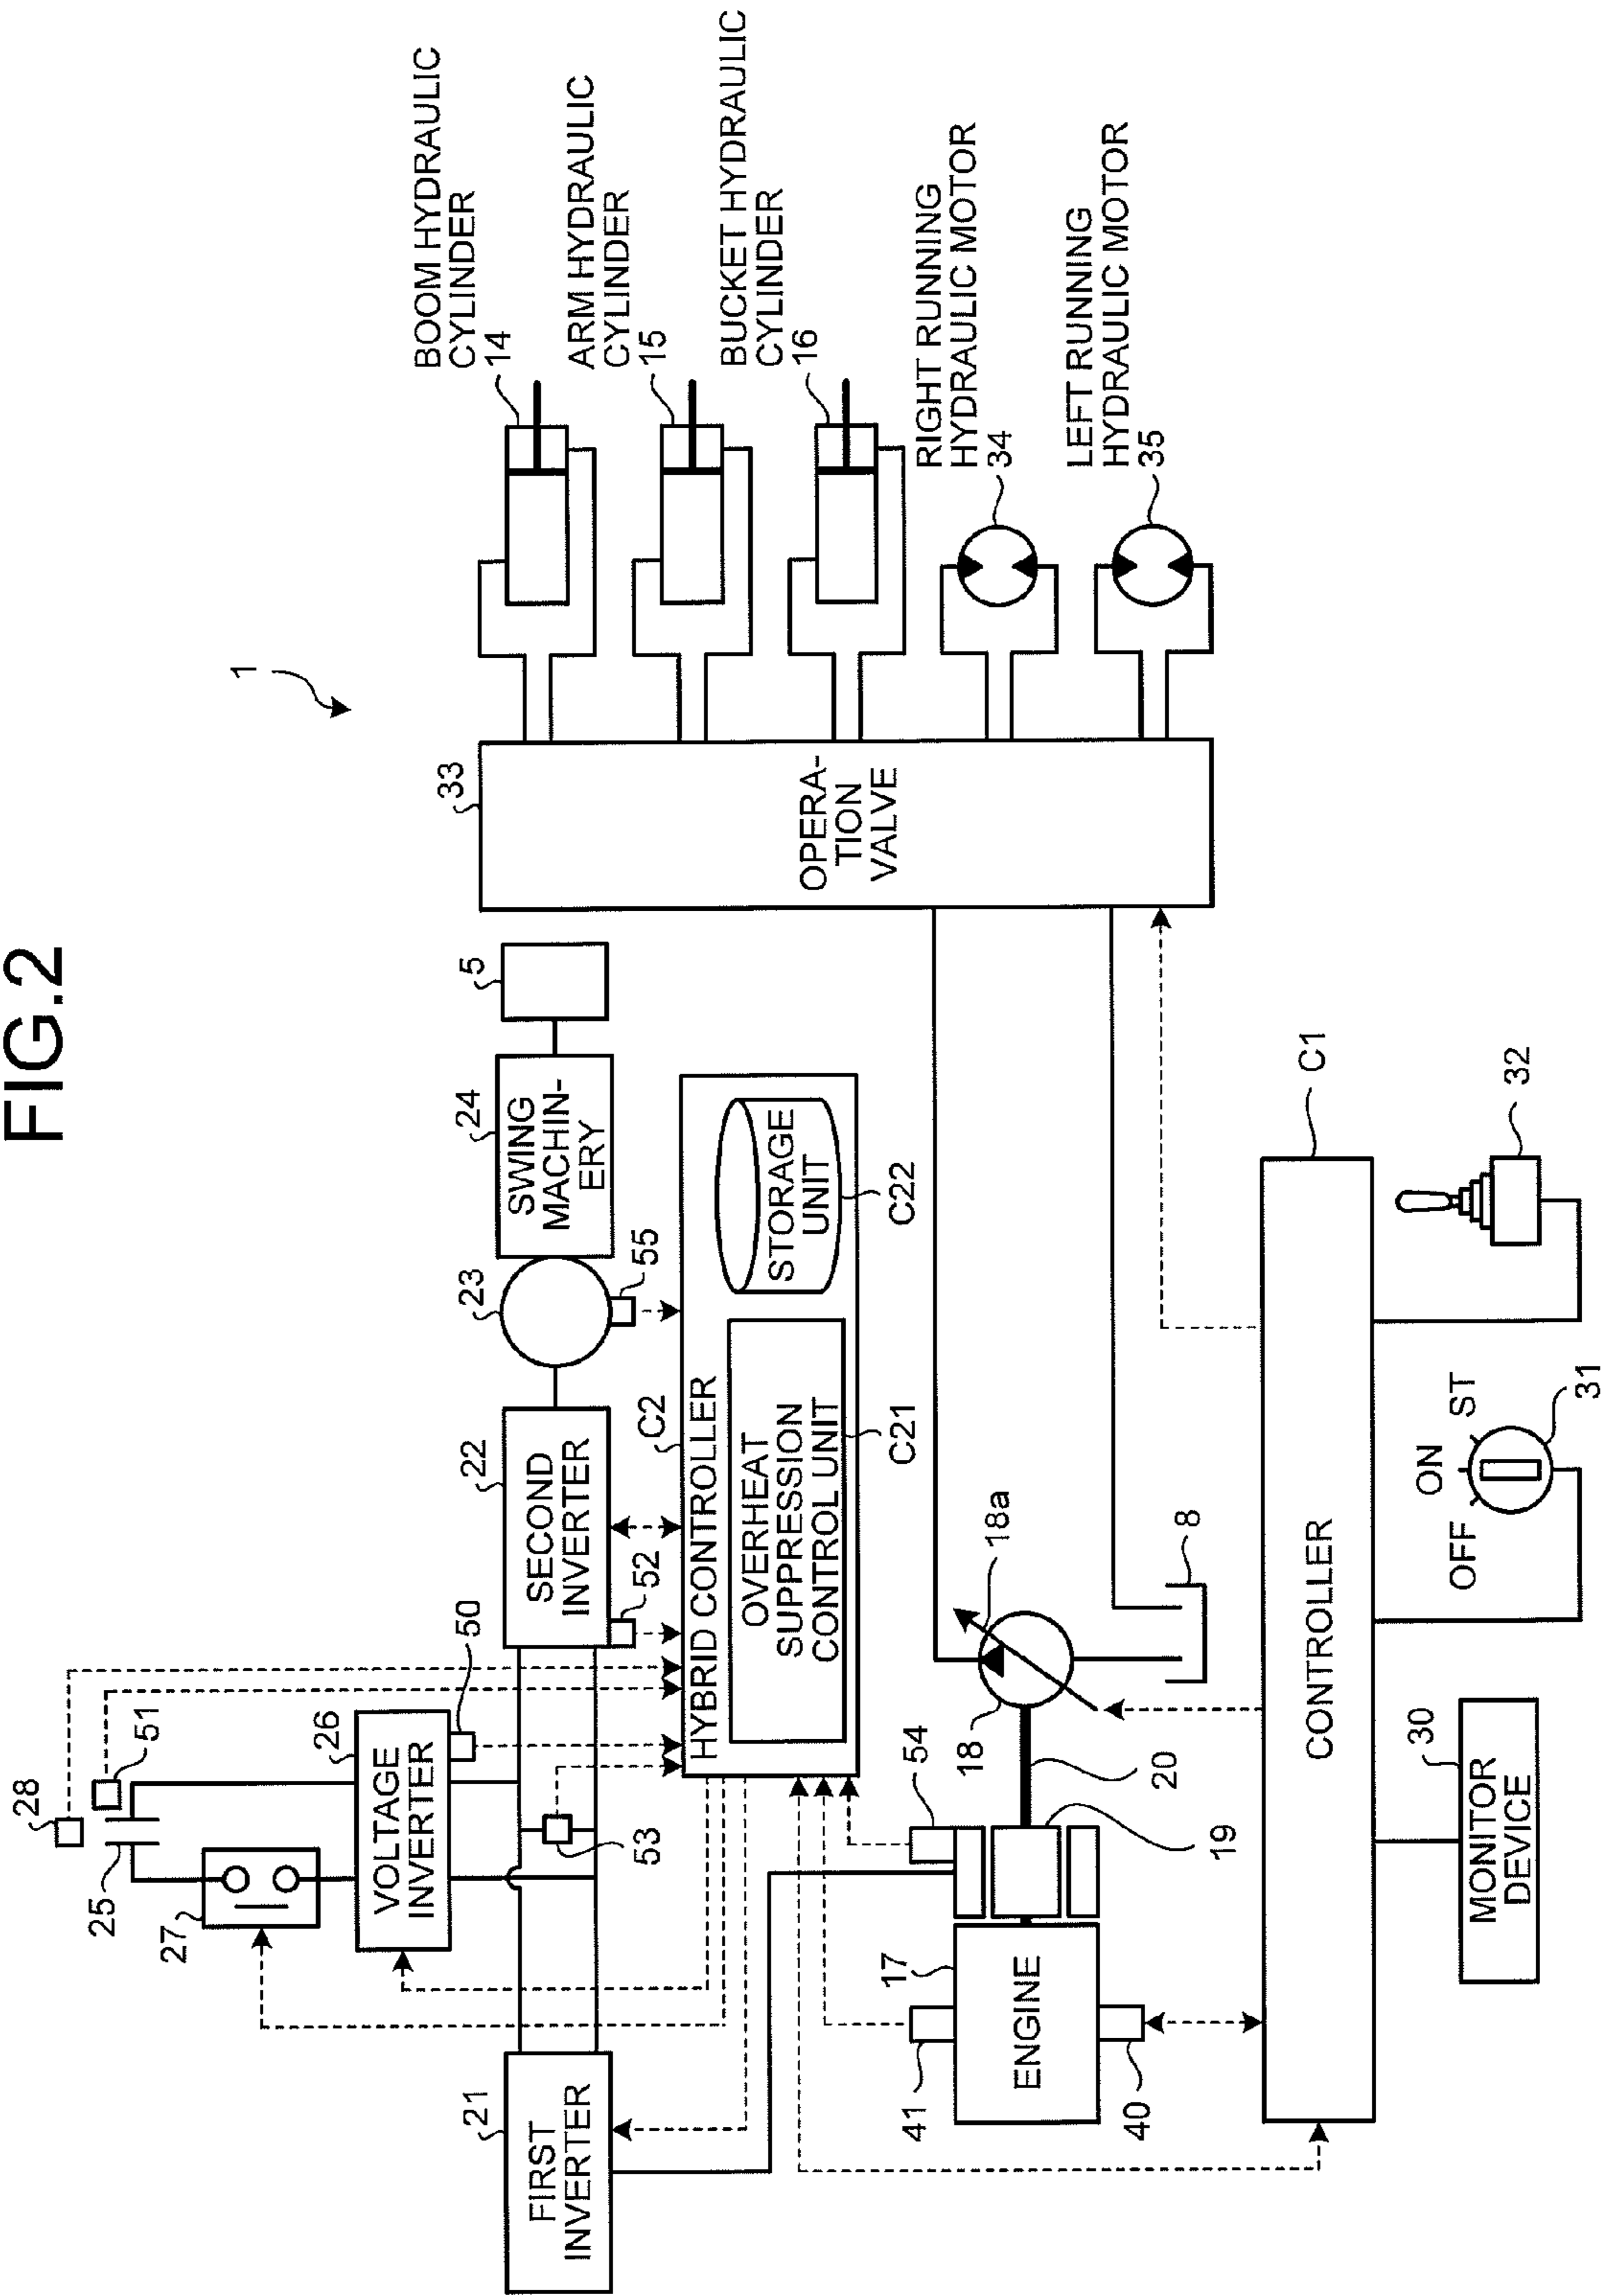 FIG.2
1
28
51
25
27
26
VOLTAGE
INVERTER
50
53
21
FIRST
INVERTER
22
SECOND
INVERTER
52
23
55
24
SWING
MACHIN-
ERY
5
C2
HYBRID CONTROLLER
OVERHEAT
SUPPRESSION
CONTROL UNIT
C21
STORAGE
UNIT
C22
33
OPERA-
TION
VALVE
BOOM HYDRAULIC
CYLINDER
14
ARM HYDRAULIC
CYLINDER
15
BUCKET HYDRAULIC
CYLINDER
16
RIGHT RUNNING
HYDRAULIC MOTOR
34
LEFT RUNNING
HYDRAULIC MOTOR
35
41
17
ENGINE
40
54
19
20
18
18a
8
CONTROLLER
C1
30
MONITOR
DEVICE
OFF
ON
ST
31
32